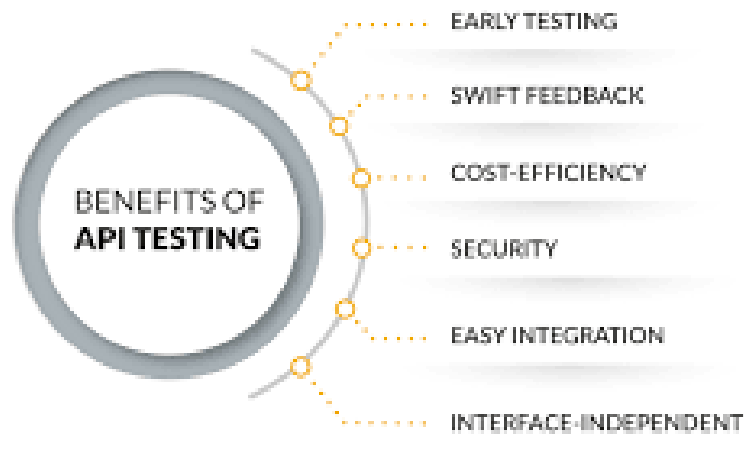 BENEFITS OF
API TESTING
EARLY TESTING
SWIFT FEEDBACK
COST-EFFICIENCY
SECURITY
EASY INTEGRATION
INTERFACE-INDEPENDENT